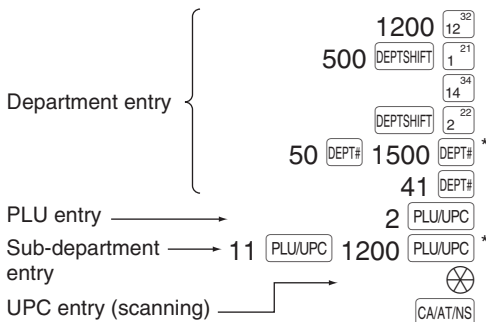 1200 12 32
500 DEPTSHIFT 1 21
14 34
Department entry
DEPTSHIFT 2 22
50 DEPT# 1500 DEPT# *
41 DEPT#
PLU entry 2 PLU/UPC
Sub-department 11 PLU/UPC 1200 PLU/UPC *
entry
UPC entry (scanning)
CA/AT/NS